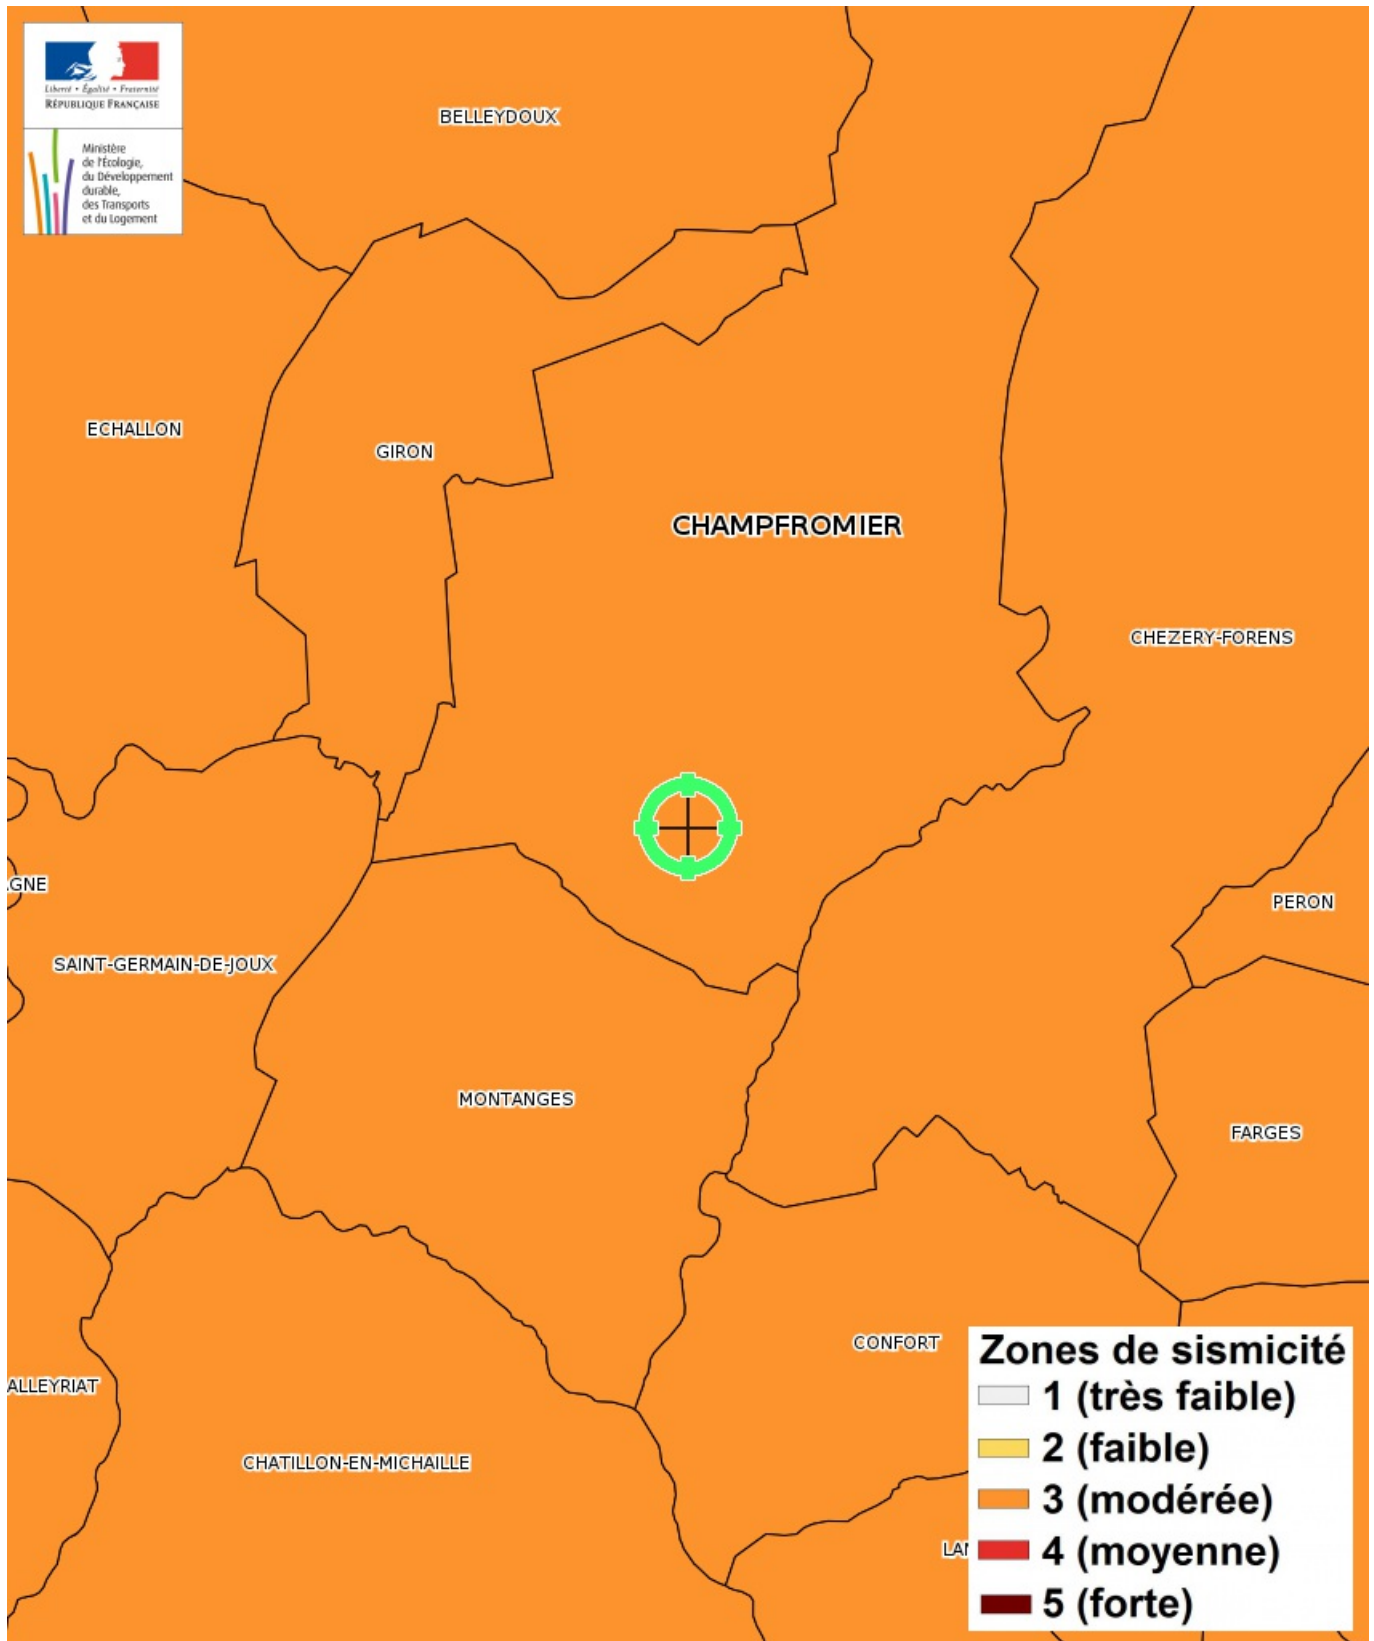 Liberté • Égalité • Fraternité
RÉPUBLIQUE FRANÇAISE
Ministère
de l'Écologie,
du Développement
durable,
des Transports
et du Logement
BELLEYDOUX
ECHALLON
GIRON
CHAMPFROMIER
CHEZERY-FORENS
GNE
PERON
SAINT-GERMAIN-DE-JOUX
MONTANGES
FARGES
CONFORT
ALLEYRIAT
CHATILLON-EN-MICHAILLE
LAN
Zones de sismicité
1 (très faible)
2 (faible)
3 (modérée)
4 (moyenne)
5 (forte)